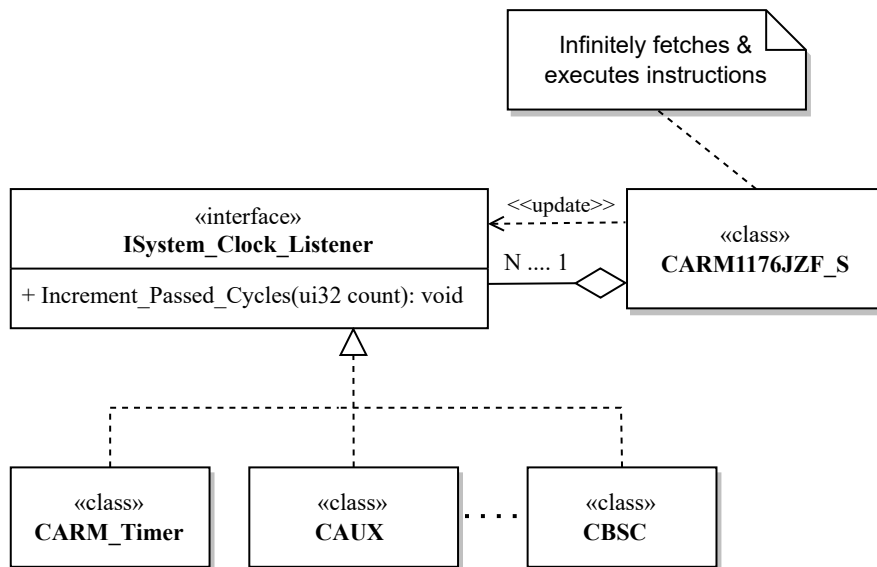 Infinitely fetches &
executes instructions
«interface»
ISystem_Clock_Listener
+ Increment_Passed_Cycles(ui32 count): void
<<update>>
N .... 1
«class»
CARM1176JZF_S
«class»
CARM_Timer
«class»
CAUX
.....
«class»
CBSC